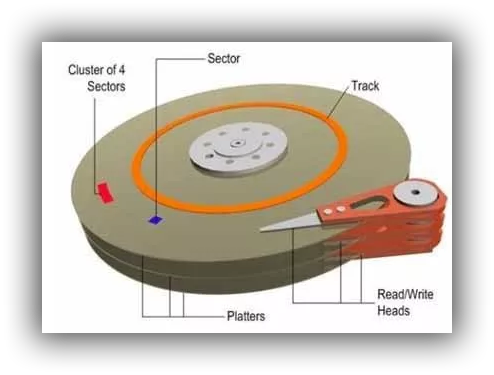 Sector
Cluster of 4
Sectors
Track
Read/Write
Heads
Platters